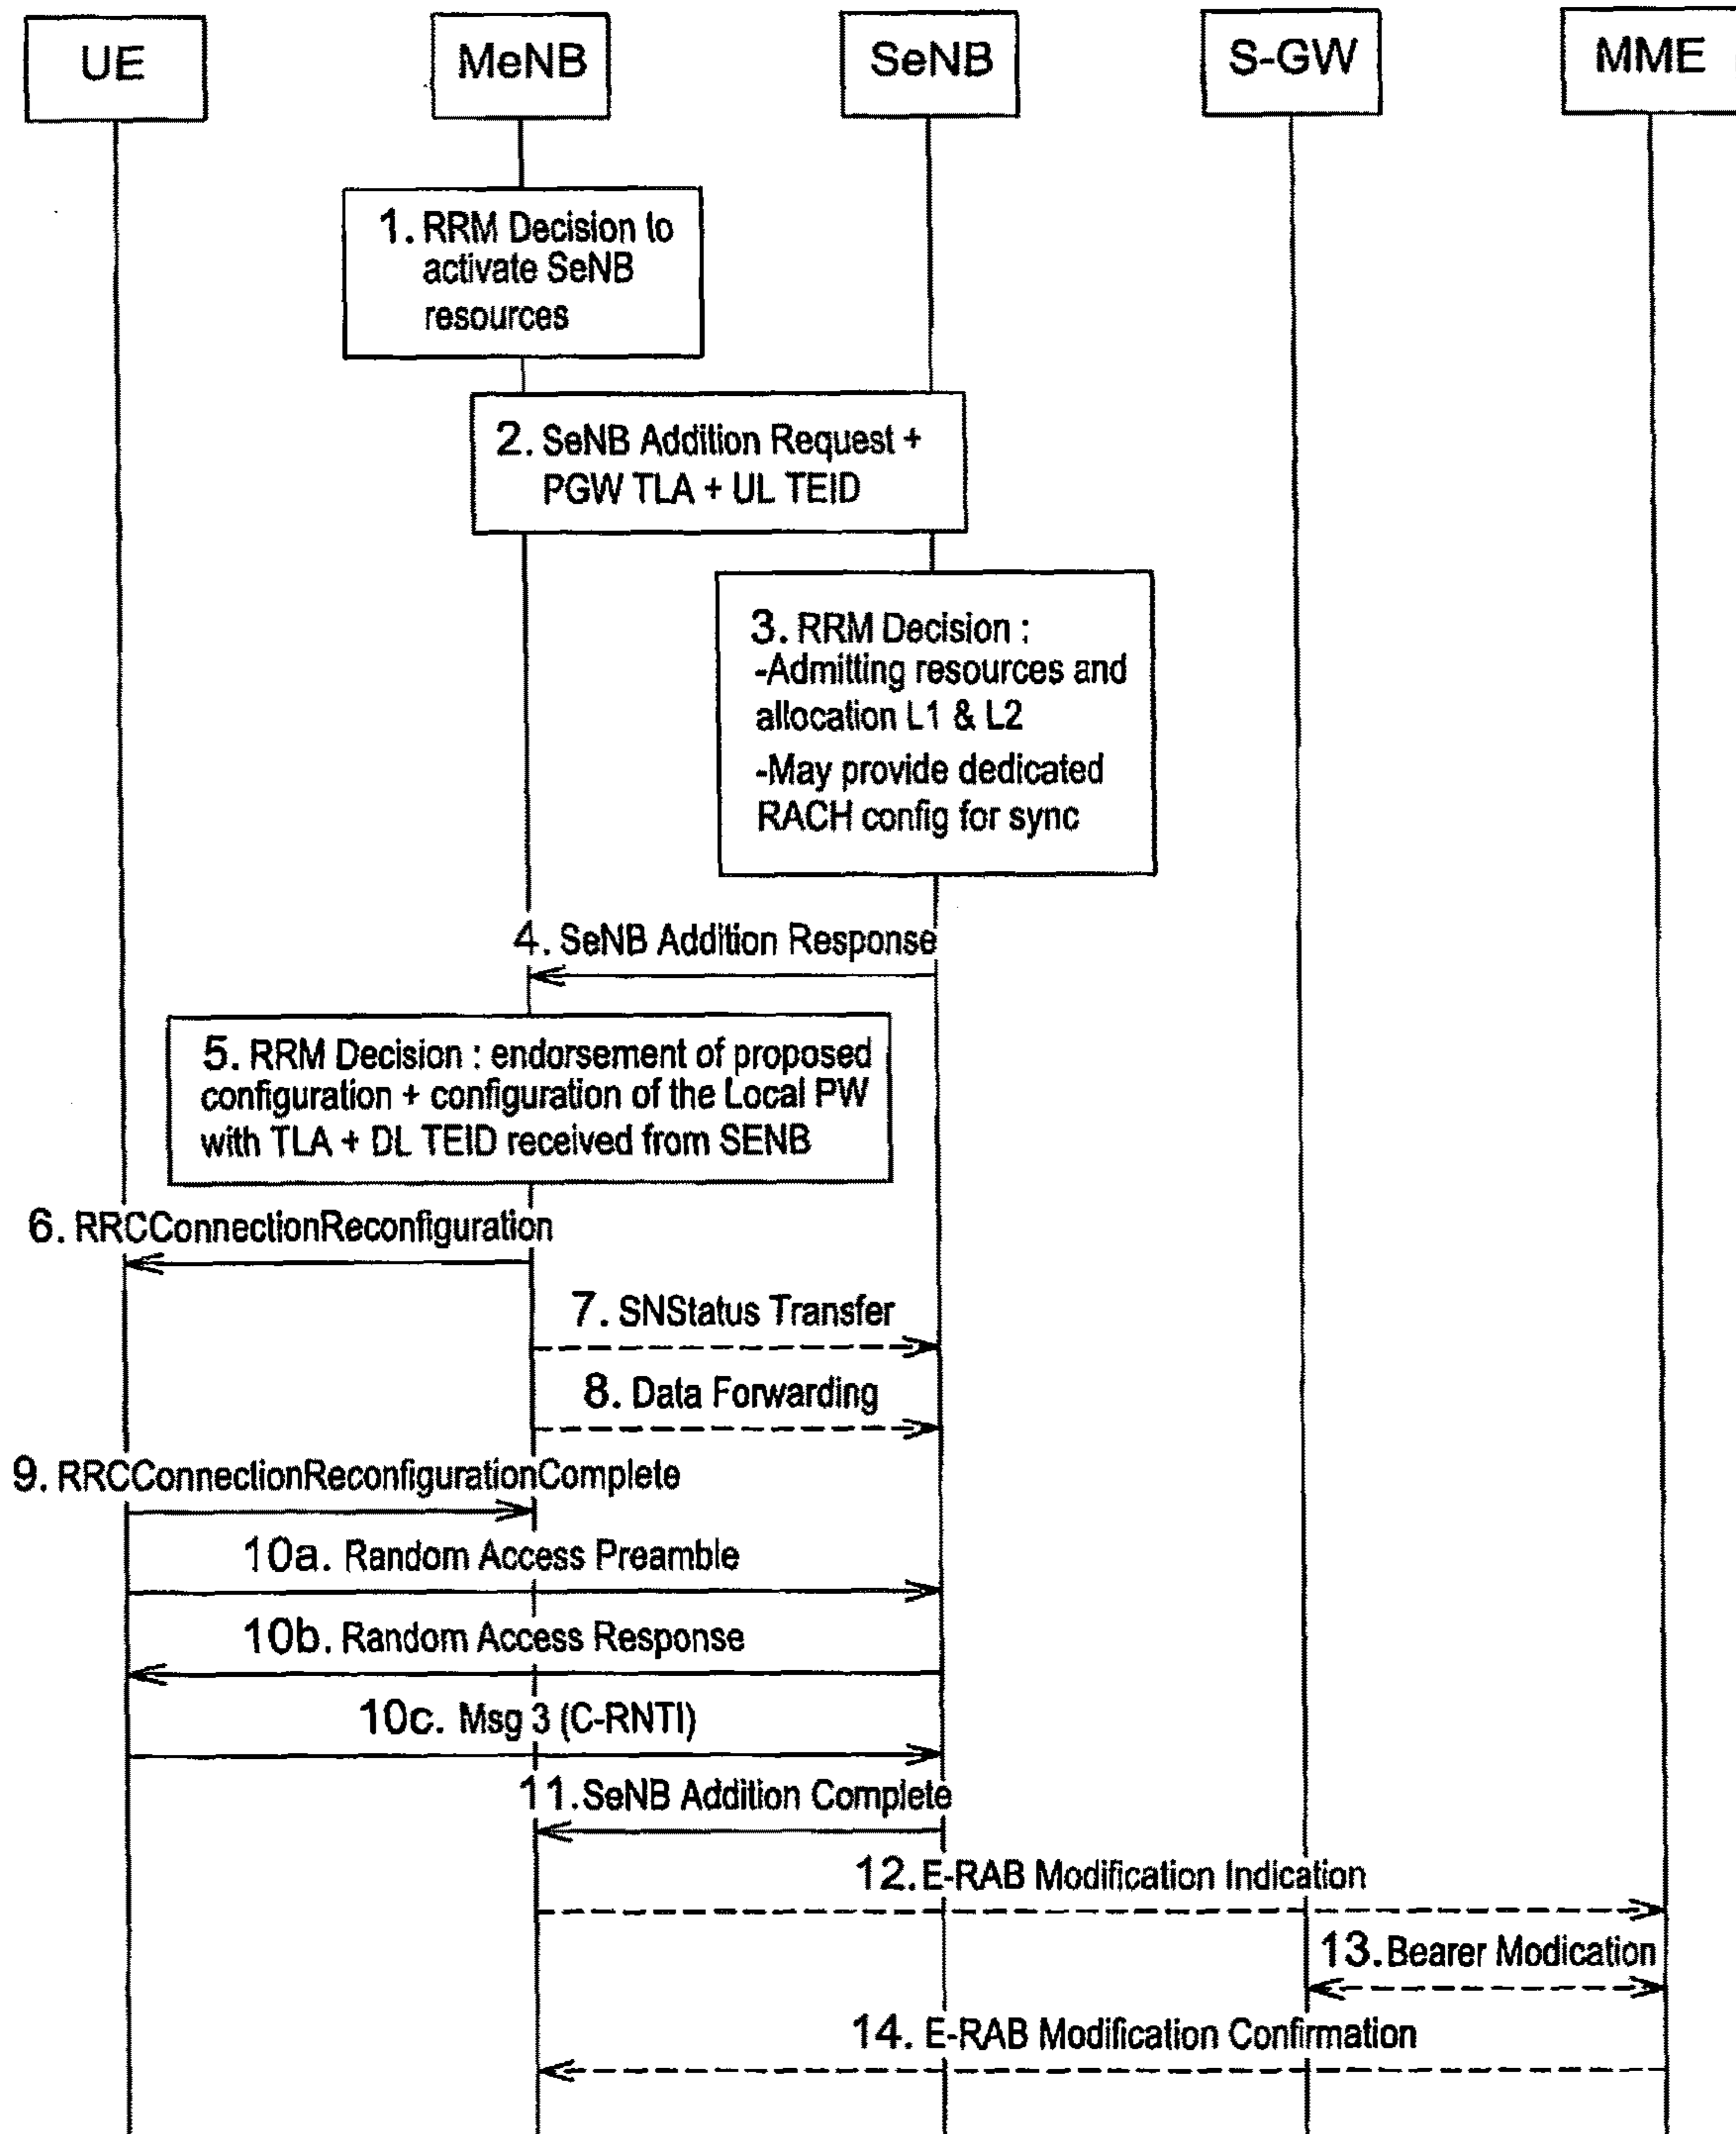 UE
MeNB
SeNB
S-GW
MME
1. RRM Decision to
activate SeNB
resources
2. SeNB Addition Request +
PGW TLA + UL TEID
3. RRM Decision :
-Admitting resources and
allocation L1 & L2
-May provide dedicated
RACH config for sync
4. SeNB Addition Response
5. RRM Decision : endorsement of proposed
configuration + configuration of the Local PW
with TLA + DL TEID received from SENB
6. RRCConnectionReconfiguration
7. SNStatus Transfer
8. Data Forwarding
9. RRCConnectionReconfigurationComplete
10a. Random Access Preamble
10b. Random Access Response
10c. Msg 3 (C-RNTI)
11. SeNB Addition Complete
12. E-RAB Modification Indication
13. Bearer Modication
14. E-RAB Modification Confirmation